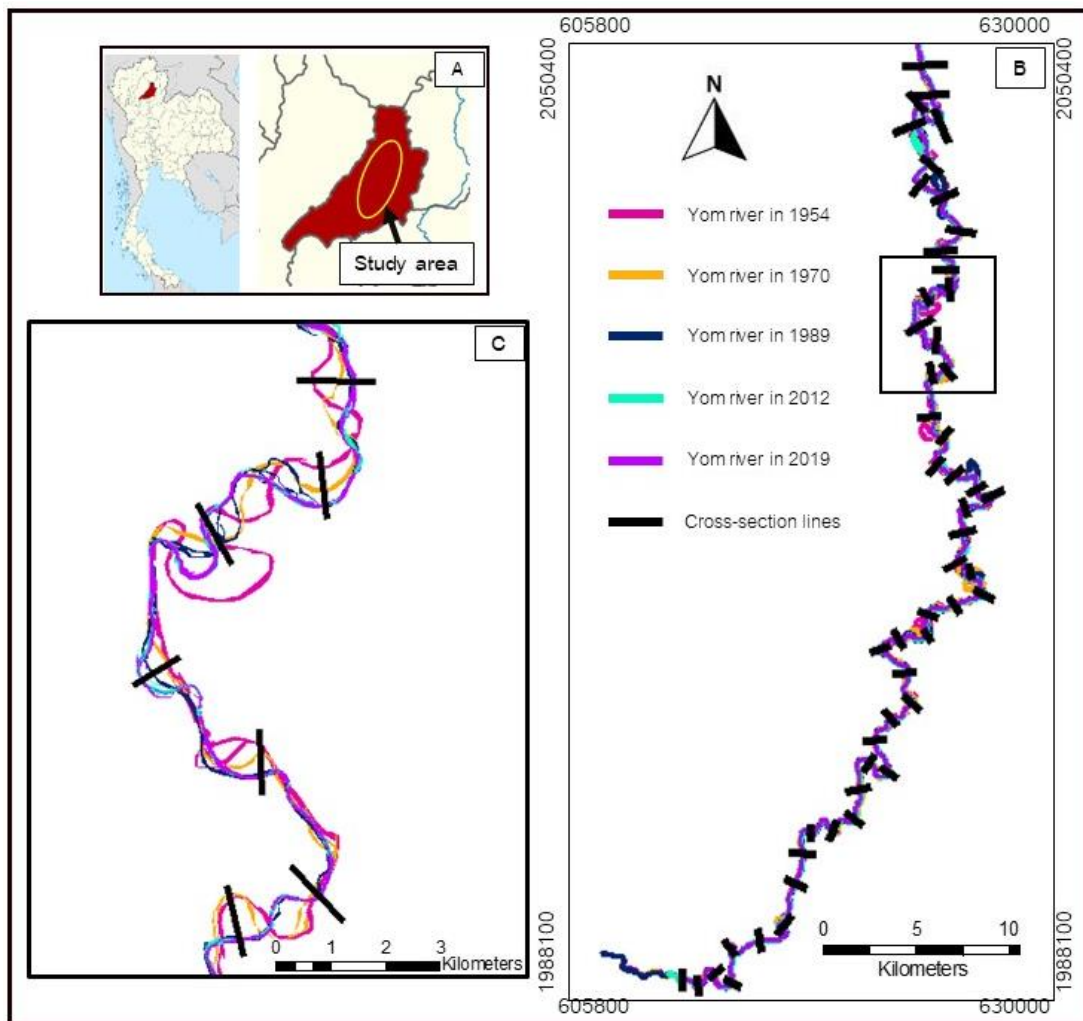 605800
630000
A
B
2050400
2050400
N
Yom river in 1954
Study area
Yom river in 1970
C
Yom river in 1989
Yom river in 2012
Yom river in 2019
Cross-section lines
0 1 2 3
Kilometers
0 5 10
Kilometers
1988100
1988100
605800
630000